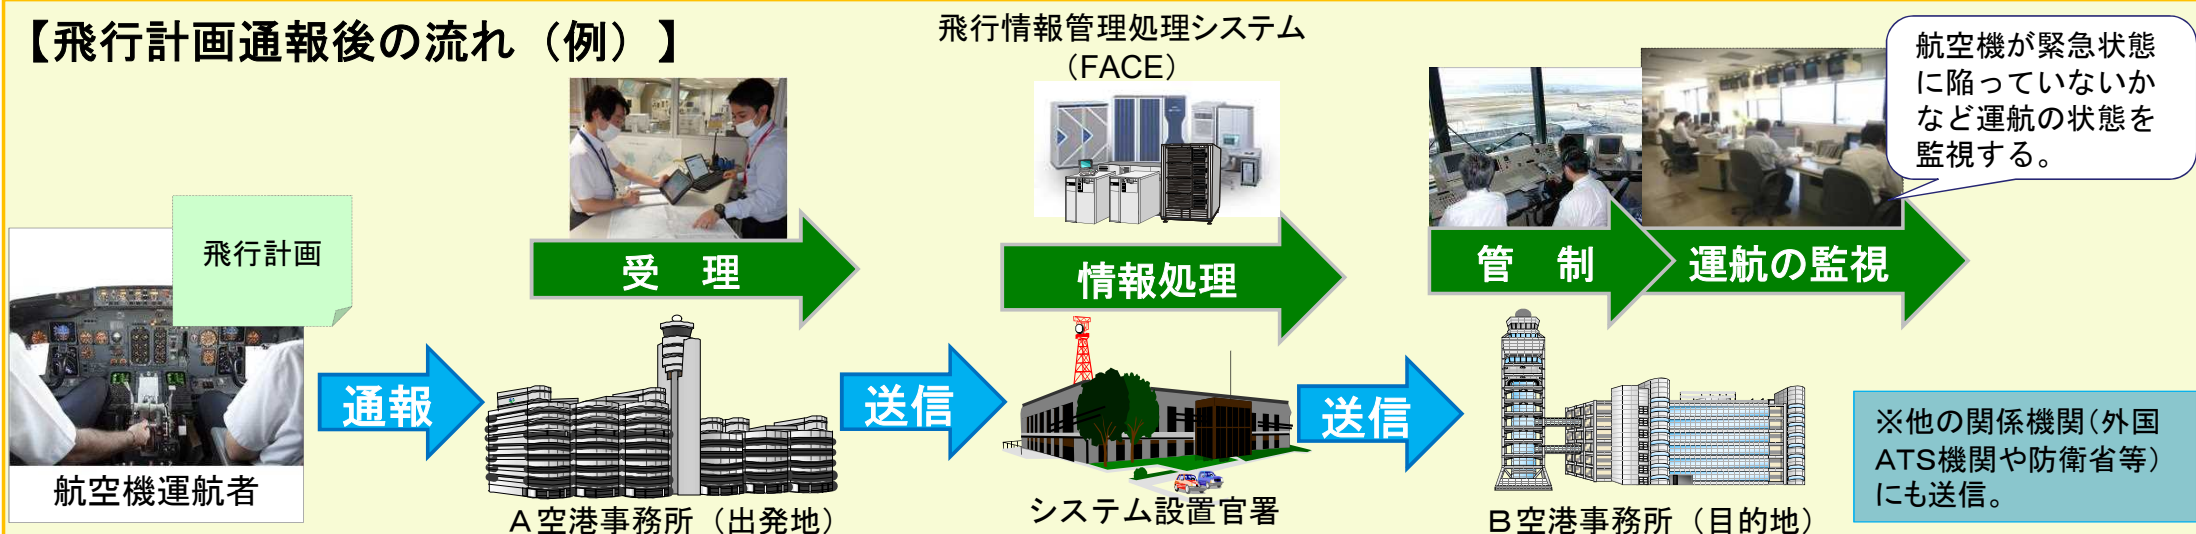 【飛行計画通報後の流れ（例）】
飛行情報管理処理システム
（FACE）
航空機が緊急状態
に陥っていないか
など運航の状態を
監視する。
飛行計画
受　理
情報処理
管　制
運航の監視
通報
送信
送信
航空機運航者
A空港事務所（出発地）
システム設置官署
B空港事務所（目的地）
※他の関係機関（外国
ATS機関や防衛省等）
にも送信。